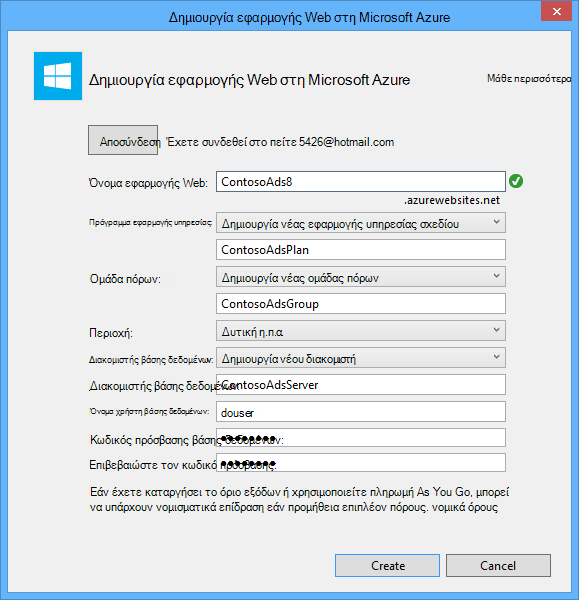 Δημιουργία εφαρμογής Web στη Microsoft Azure
Δημιουργία εφαρμογής Web στη Microsoft Azure
Μάθε περισσότερα
Αποσύνδεση Έχετε συνδεθεί στο πείτε 5426@hotmail.com
Όνομα εφαρμογής Web: ContosoAds8
.azurewebsites.net
Πρόγραμμα εφαρμογής υπηρεσίας: Δημιουργία νέας εφαρμογής υπηρεσίας σχεδίου
ContosoAdsPlan
Ομάδα πόρων: Δημιουργία νέας ομάδας πόρων
ContosoAdsGroup
Περιοχή: Δυτική η.π.α.
Διακομιστής βάσης δεδομένων: Δημιουργία νέου διακομιστή
Διακομιστής βάσης δεδομένων: ContosoAdsServer
Όνομα χρήστη βάσης δεδομένων: douser
Κωδικός πρόσβασης βάσης δεδομένων: ●●●●●●●●
Επιβεβαιώστε τον κωδικό πρόσβασης: ●●●●●●●●
Εάν έχετε καταργήσει το όριο εξόδων ή χρησιμοποιείτε πληρωμή As You Go, μπορεί
να υπάρχουν νομισματικά επίδραση εάν προμήθεια επιπλέον πόρους. νομικά όρους
Create Cancel